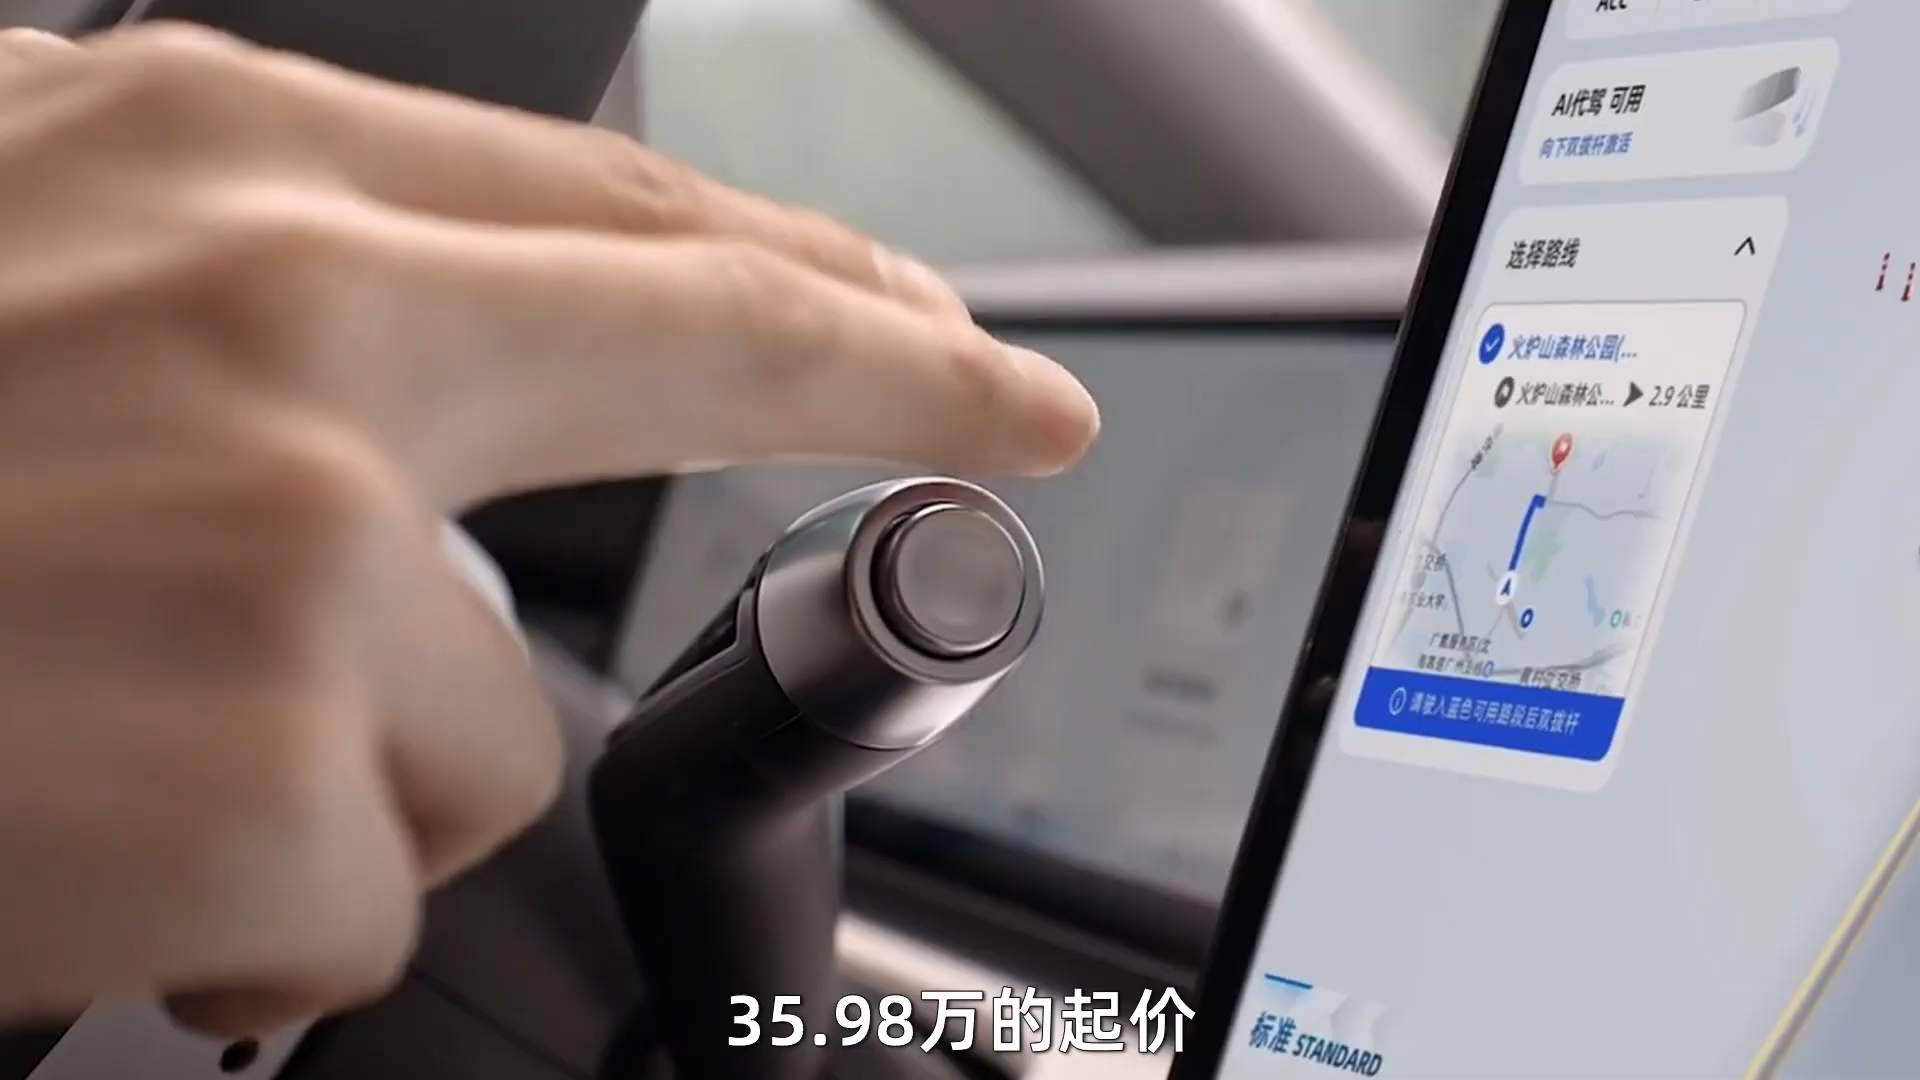 ACC
AI代驾 可用
向下双拨杆激活
选择路线
火炉山森林公园(...
火炉山森林公... 2.9 公里
请驶入蓝色可用路段后双拨杆
标准 STANDARD
35.98万的起价